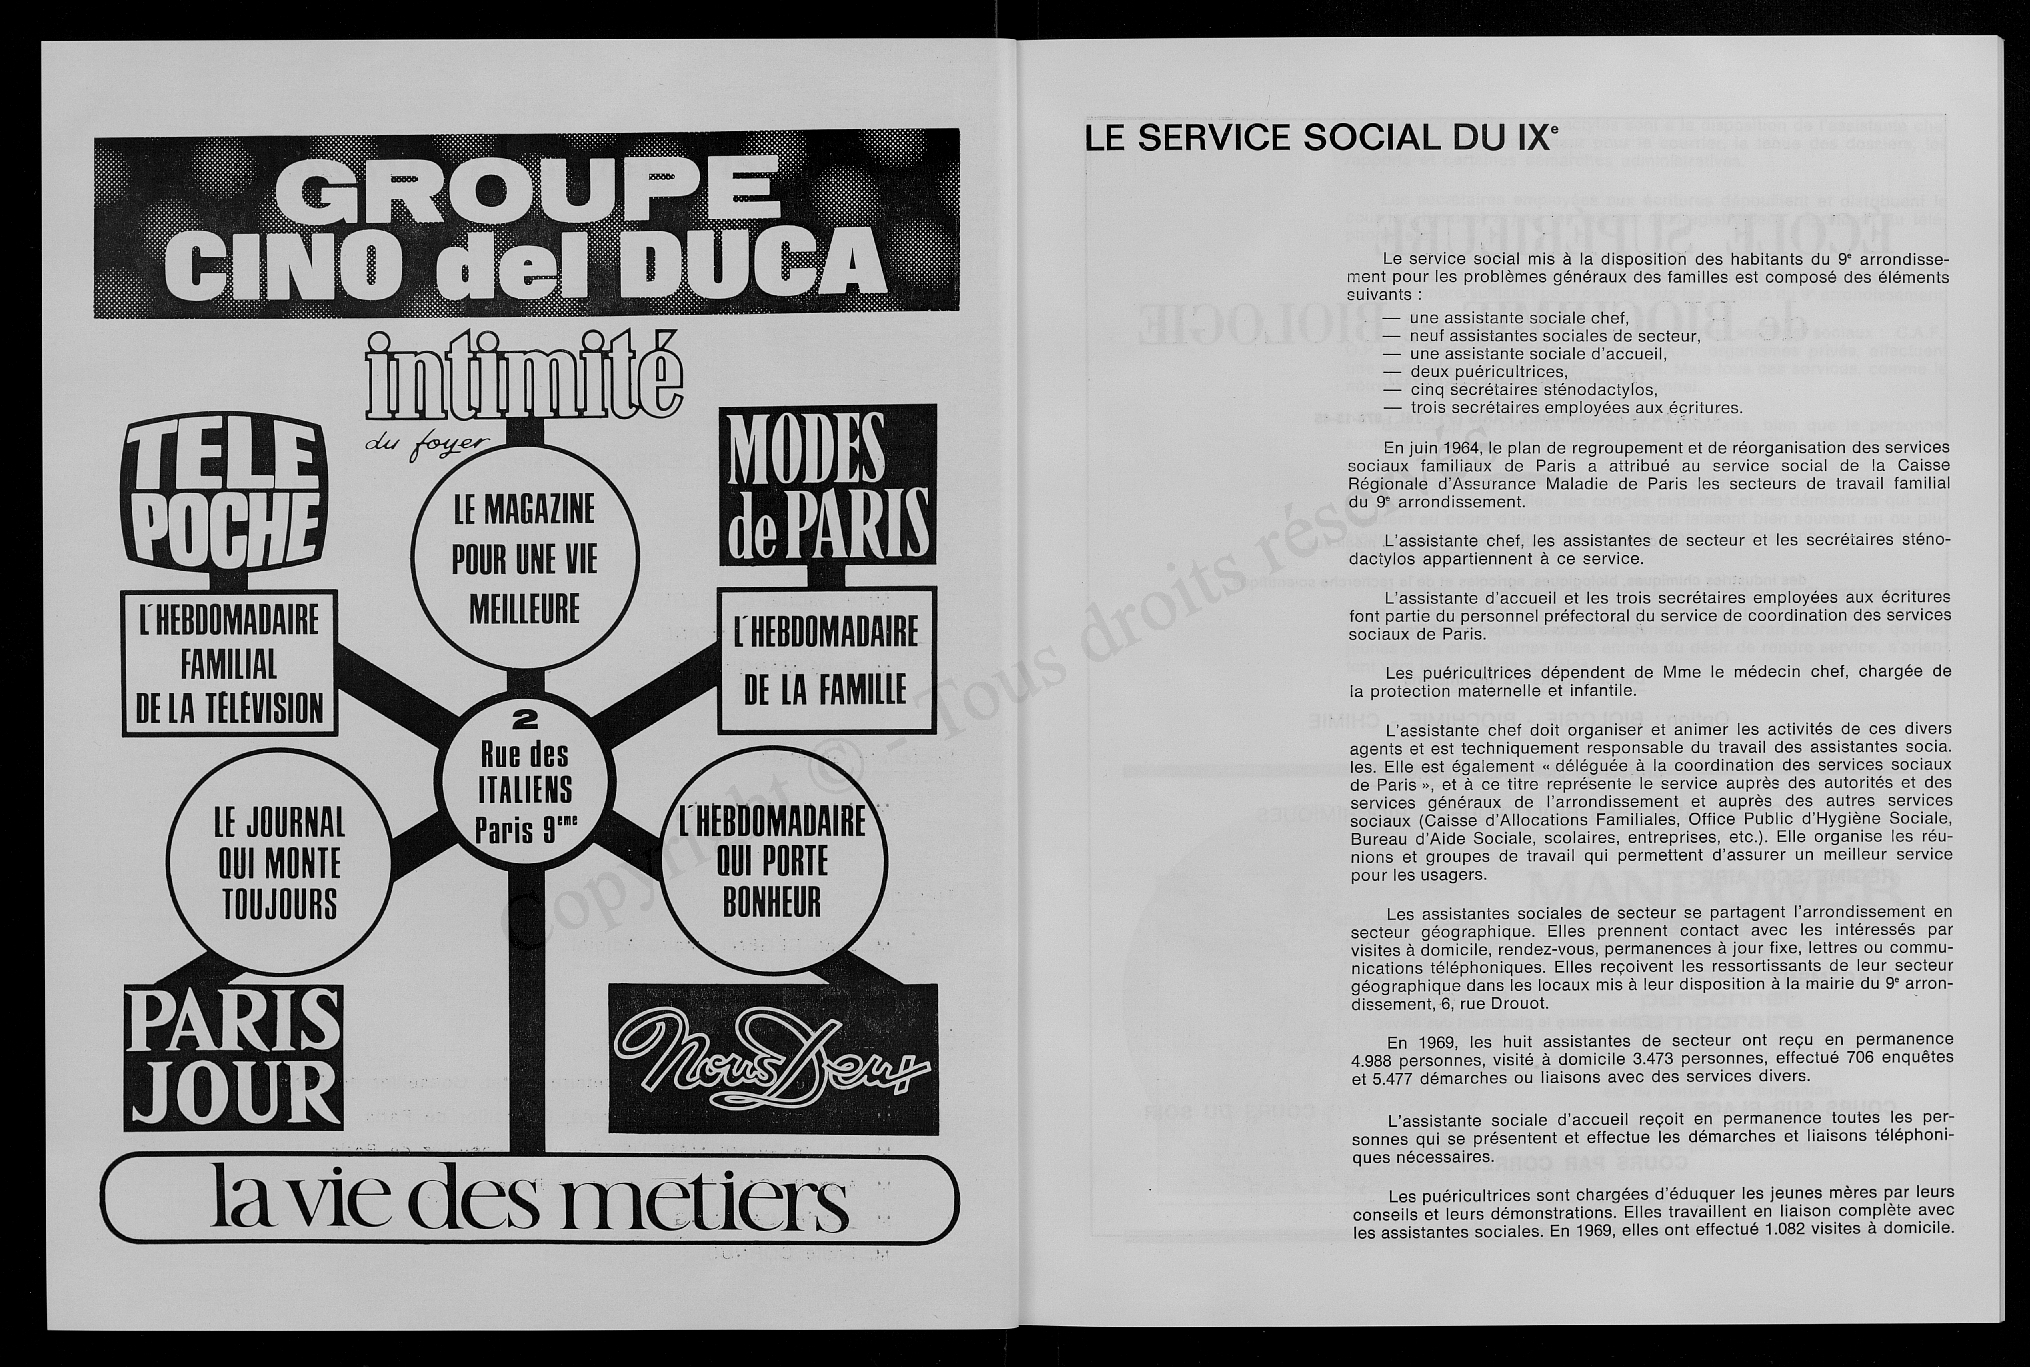 GROUPE
CINO del DUCA
intimité
du foyer
TELE
POCHE
MODES
de PARIS
LE MAGAZINE
POUR UNE VIE
MEILLEURE
L'HEBDOMADAIRE
FAMILIAL
DE LA TÉLÉVISION
L'HEBDOMADAIRE
DE LA FAMILLE
2
Rue des
ITALIENS
Paris 9eme
LE JOURNAL
QUI MONTE
TOUJOURS
L'HEBDOMADAIRE
QUI PORTE
BONHEUR
PARIS
JOUR
Nous Deux
la vie des metiers
LE SERVICE SOCIAL DU IXe
Le service social mis à la disposition des habitants du 9e arrondisse-
ment pour les problèmes généraux des familles est composé des éléments
suivants :
— une assistante sociale chef,
— neuf assistantes sociales de secteur,
— une assistante sociale d'accueil,
— deux puéricultrices,
— cinq secrétaires sténodactylos,
— trois secrétaires employées aux écritures.
En juin 1964, le plan de regroupement et de réorganisation des services
sociaux familiaux de Paris a attribué au service social de la Caisse
Régionale d'Assurance Maladie de Paris les secteurs de travail familial
du 9e arrondissement.
L'assistante chef, les assistantes de secteur et les secrétaires sténo-
dactylos appartiennent à ce service.
L'assistante d'accueil et les trois secrétaires employées aux écritures
font partie du personnel préfectoral du service de coordination des services
sociaux de Paris.
Les puéricultrices dépendent de Mme le médecin chef, chargée de
la protection maternelle et infantile.
L'assistante chef doit organiser et animer les activités de ces divers
agents et est techniquement responsable du travail des assistantes socia.
les. Elle est également « déléguée à la coordination des services sociaux
de Paris », et à ce titre représente le service auprès des autorités et des
services généraux de l'arrondissement et auprès des autres services
sociaux (Caisse d'Allocations Familiales, Office Public d'Hygiène Sociale,
Bureau d'Aide Sociale, scolaires, entreprises, etc.). Elle organise les réu-
nions et groupes de travail qui permettent d'assurer un meilleur service
pour les usagers.
Les assistantes sociales de secteur se partagent l'arrondissement en
secteur géographique. Elles prennent contact avec les intéressés par
visites à domicile, rendez-vous, permanences à jour fixe, lettres ou commu-
nications téléphoniques. Elles reçoivent les ressortissants de leur secteur
géographique dans les locaux mis à leur disposition à la mairie du 9e arron-
dissement, 6, rue Drouot.
En 1969, les huit assistantes de secteur ont reçu en permanence
4.988 personnes, visité à domicile 3.473 personnes, effectué 706 enquêtes
et 5.477 démarches ou liaisons avec des services divers.
L'assistante sociale d'accueil reçoit en permanence toutes les per-
sonnes qui se présentent et effectue les démarches et liaisons téléphoni-
ques nécessaires.
Les puéricultrices sont chargées d'éduquer les jeunes mères par leurs
conseils et leurs démonstrations. Elles travaillent en liaison complète avec
les assistantes sociales. En 1969, elles ont effectué 1.082 visites à domicile.
Copyright © - Tous droits réservés